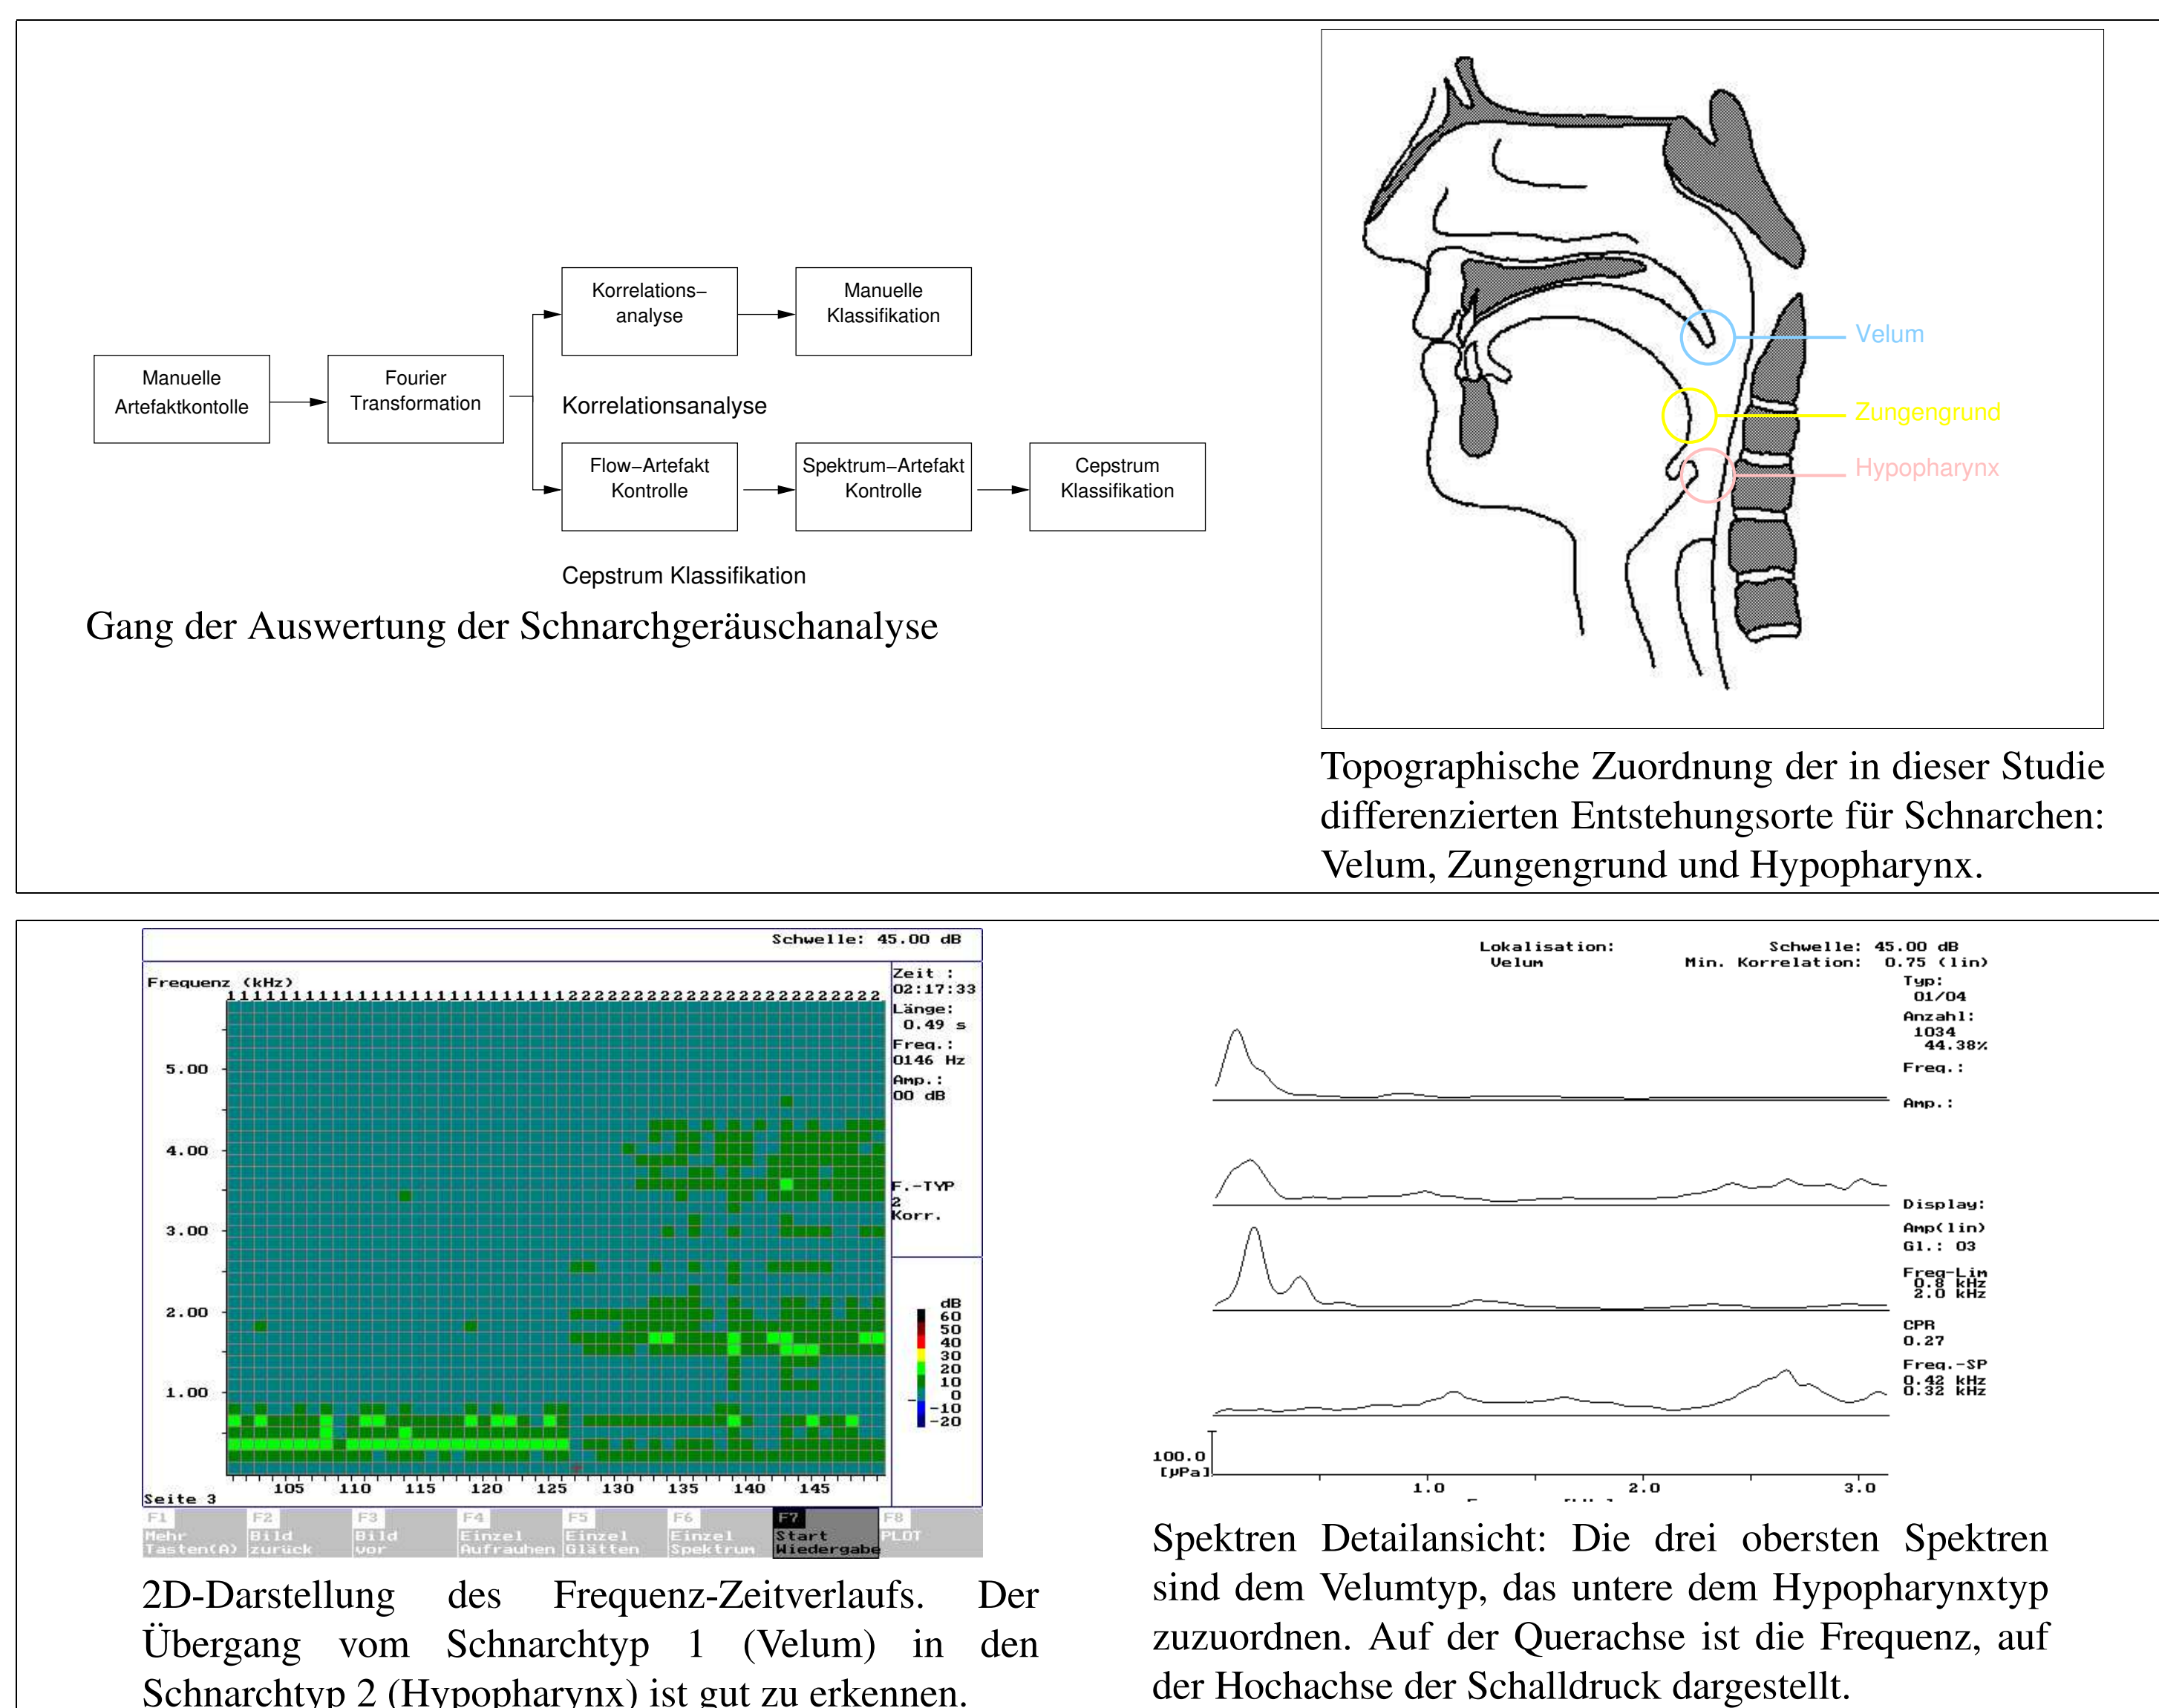 Manuelle
Artefaktkontolle
Fourier
Transformation
Korrelations–
analyse
Manuelle
Klassifikation
Korrelationsanalyse
Flow–Artefakt
Kontrolle
Spektrum–Artefakt
Kontrolle
Cepstrum
Klassifikation
Cepstrum Klassifikation
Gang der Auswertung der Schnarchgeräuschanalyse
Velum
Zungengrund
Hypopharynx
Topographische Zuordnung der in dieser Studie
differenzierten Entstehungsorte für Schnarchen:
Velum, Zungengrund und Hypopharynx.
Schwelle: 45.00 dB
Frequenz (kHz)
11111111111111111111111111222222222222222222222222
5.00
4.00
3.00
2.00
1.00
105 110 115 120 125 130 135 140 145
Seite 3
Zeit :
02:17:33
Länge:
0.49 s
Freq.:
0146 Hz
Amp.:
00 dB
F.-TYP
2
Korr.
dB
60
50
40
30
20
10
0
-10
-20
F1 F2 F3 F4 F5 F6 F7 F8
Mehr Bild Bild Einzel Einzel Einzel Start PLOT
Tasten(A) zurück vor Aufrauhen Glätten Spektrum Wiedergabe
2D-Darstellung des Frequenz-Zeitverlaufs. Der
Übergang vom Schnarchtyp 1 (Velum) in den
Schnarchtyp 2 (Hypopharynx) ist gut zu erkennen.
Lokalisation: Schwelle: 45.00 dB
Velum Min. Korrelation: 0.75 (lin)
Typ:
01/04
Anzahl:
1034
44.38%
Freq.:
Amp.:
Display:
Amp(lin)
Gl.: 03
Freq-Lim
0.8 kHz
2.0 kHz
CPR
0.27
Freq.-SP
0.42 kHz
0.32 kHz
100.0
[µPa]
1.0 2.0 3.0
Spektren Detailansicht: Die drei obersten Spektren
sind dem Velumtyp, das untere dem Hypopharynxtyp
zuzuordnen. Auf der Querachse ist die Frequenz, auf
der Hochachse der Schalldruck dargestellt.